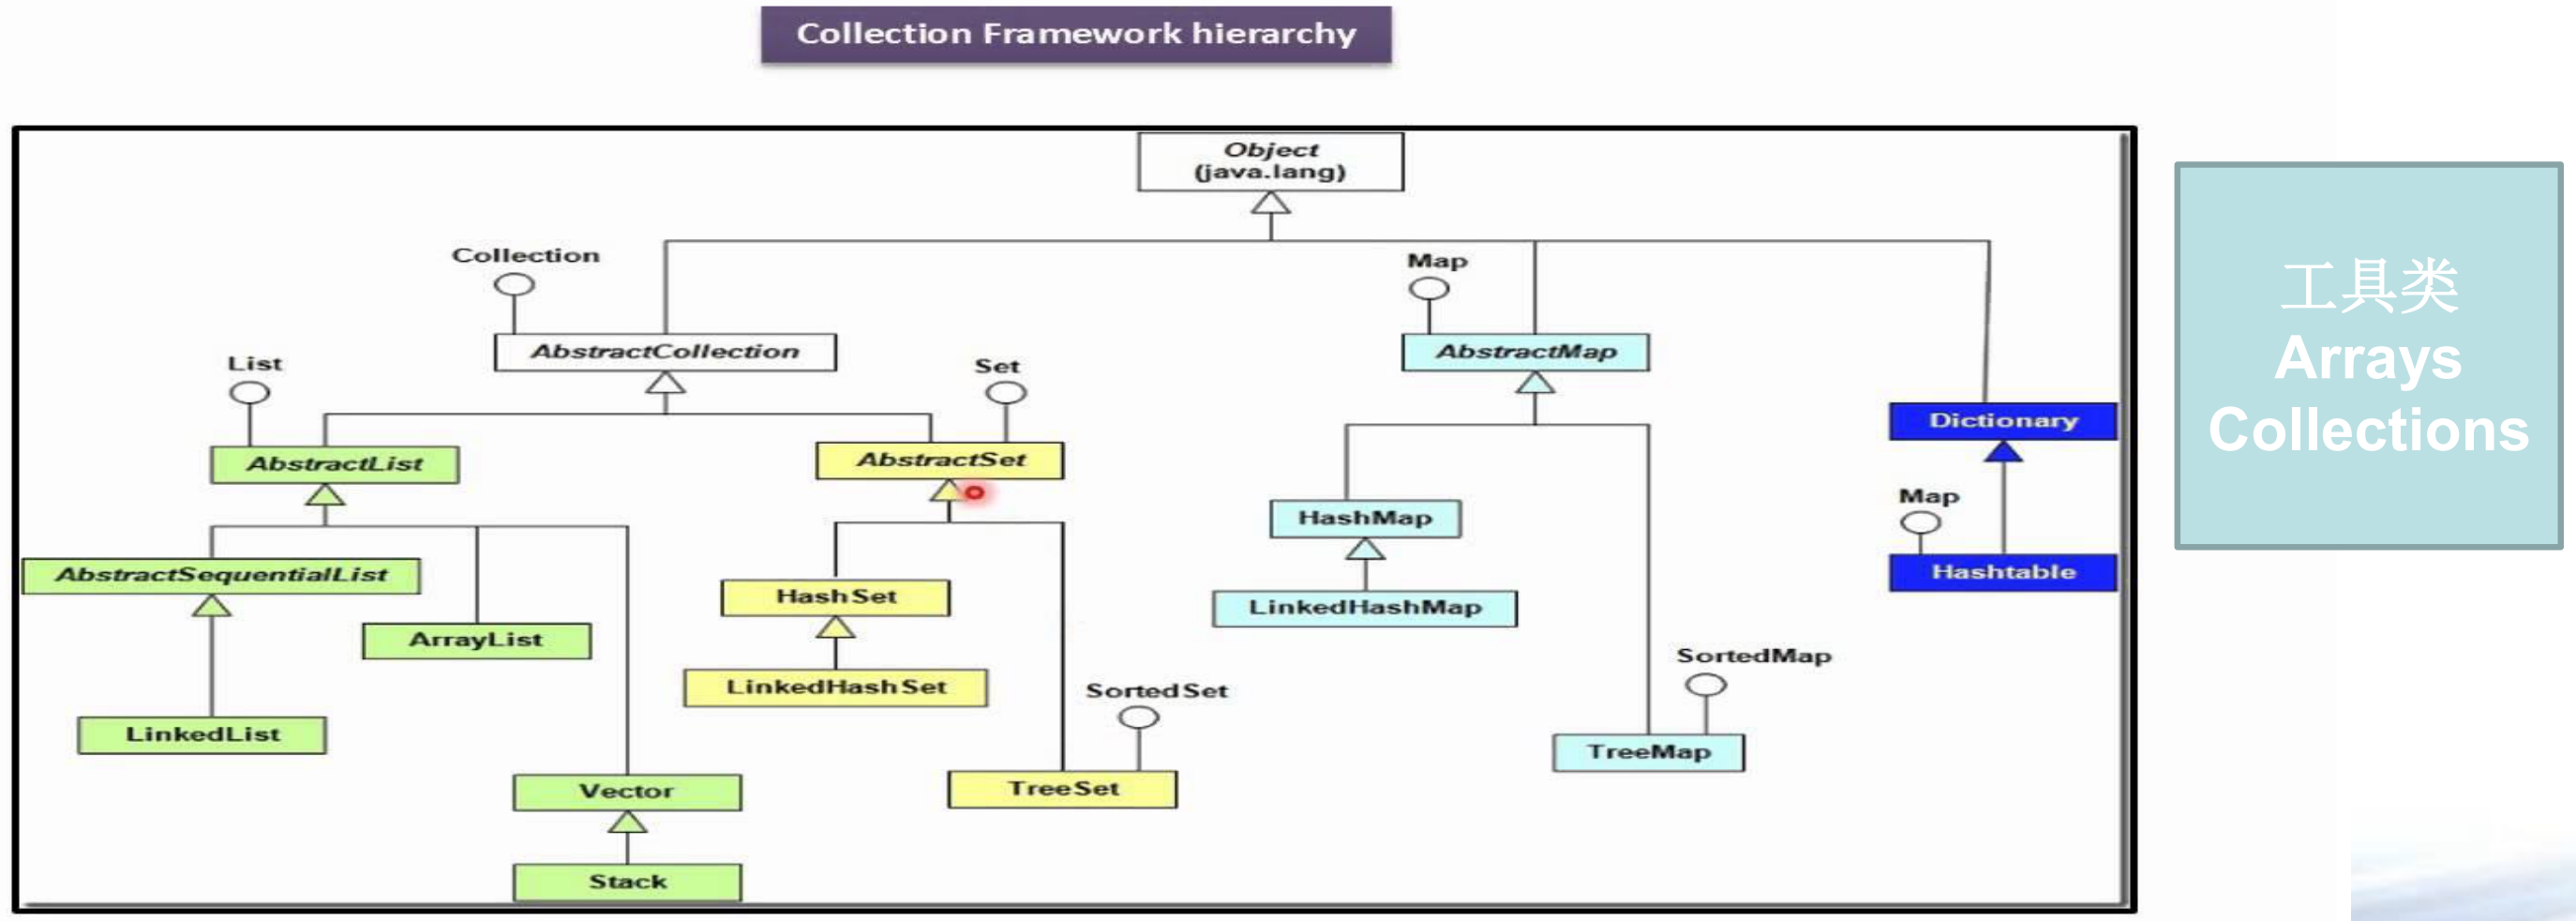 Collection Framework hierarchy
Object
(java.lang)
Collection
Map
AbstractCollection
AbstractMap
List
Set
Dictionary
AbstractList
AbstractSet
Map
HashMap
Hashtable
AbstractSequentialList
HashSet
LinkedHashMap
ArrayList
SortedMap
LinkedHashSet
SortedSet
LinkedList
TreeMap
Vector
TreeSet
Stack
工具类
Arrays
Collections